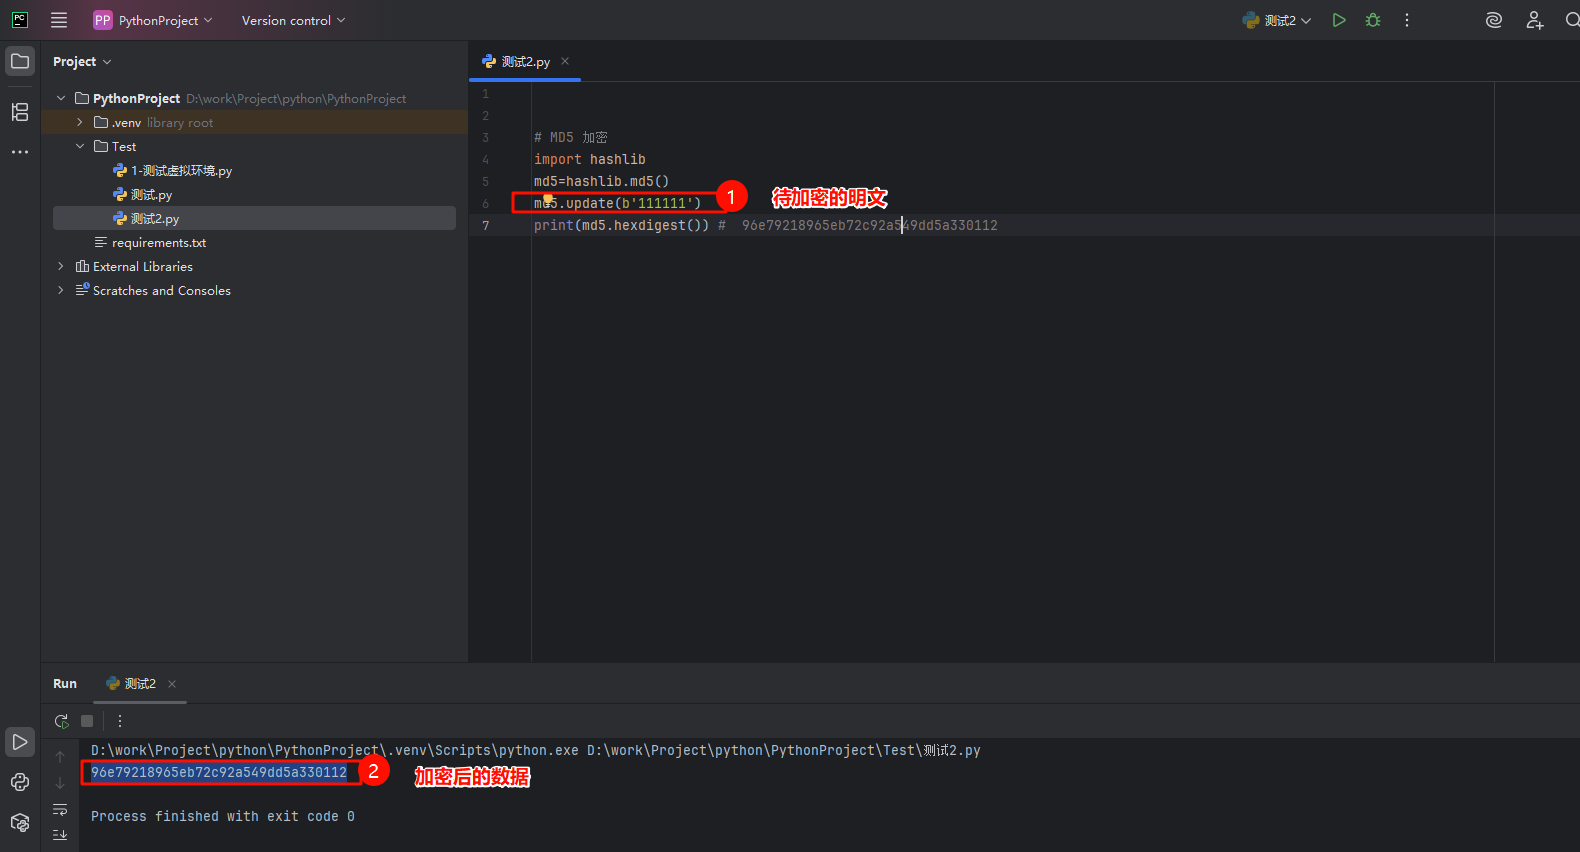 PC
PP PythonProject Version control 测试2
Project
测试2.py
PythonProject D:\work\Project\python\PythonProject
.venv library root
Test
1-测试虚拟环境.py
测试.py
测试2.py
requirements.txt
External Libraries
Scratches and Consoles
1
2
3 # MD5 加密
4 import hashlib
5 md5=hashlib.md5()
6 md5.update(b'111111') 1 待加密的明文
7 print(md5.hexdigest()) # 96e79218965eb72c92a549dd5a330112
Run 测试2
D:\work\Project\python\PythonProject\.venv\Scripts\python.exe D:\work\Project\python\PythonProject\Test\测试2.py
96e79218965eb72c92a549dd5a330112 2 加密后的数据
Process finished with exit code 0